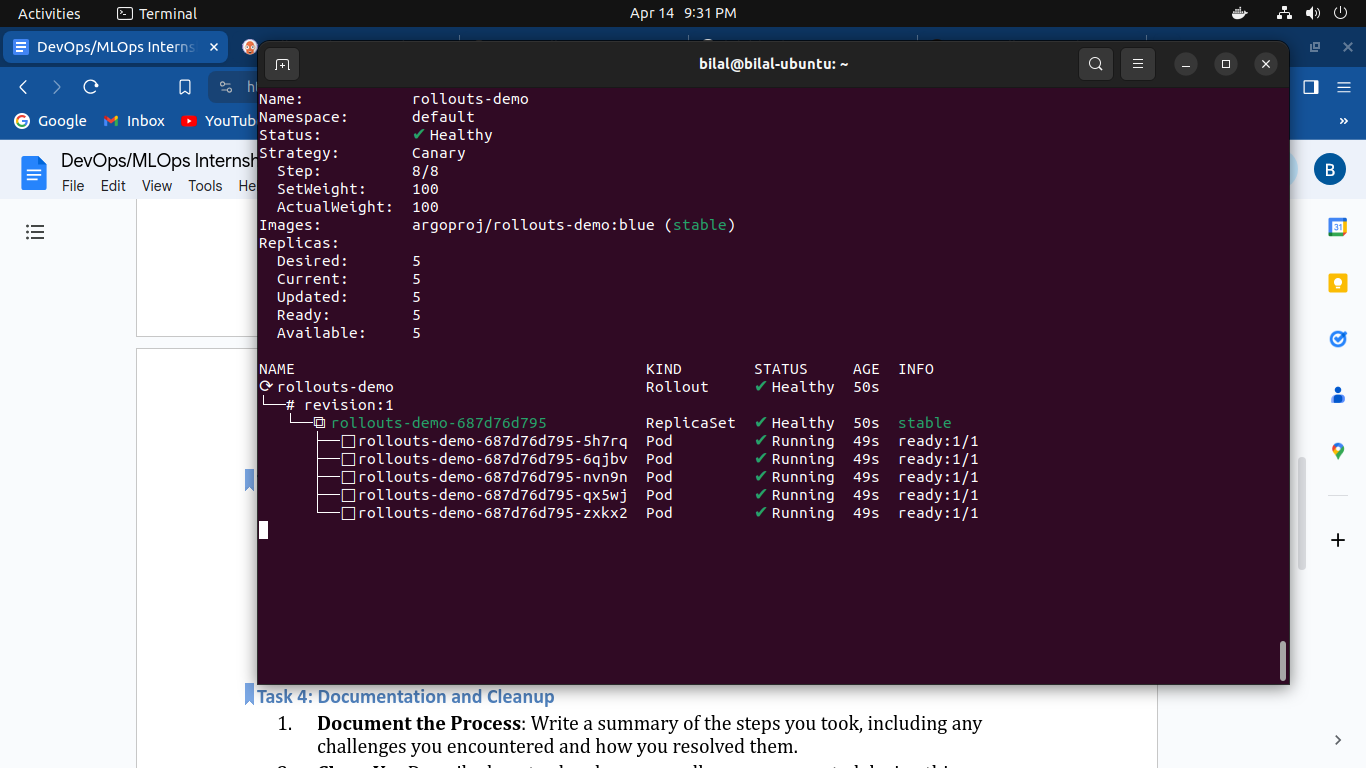 Activities Terminal Apr 14 9:31 PM
DevOps/MLOps Interns
bilal@bilal-ubuntu: ~
Google Inbox YouTub
DevOps/MLOps Internsh
B
File Edit View Tools He
31
Name: rollouts-demo
Namespace: default
Status: ✔ Healthy
Strategy: Canary
Step: 8/8
SetWeight: 100
ActualWeight: 100
Images: argoproj/rollouts-demo:blue (stable)
Replicas:
Desired: 5
Current: 5
Updated: 5
Ready: 5
Available: 5
NAME KIND STATUS AGE INFO
⟳ rollouts-demo Rollout ✔ Healthy 50s
└──# revision:1
└──⧉ rollouts-demo-687d76d795 ReplicaSet ✔ Healthy 50s stable
├──□ rollouts-demo-687d76d795-5h7rq Pod ✔ Running 49s ready:1/1
├──□ rollouts-demo-687d76d795-6qjbv Pod ✔ Running 49s ready:1/1
├──□ rollouts-demo-687d76d795-nvn9n Pod ✔ Running 49s ready:1/1
├──□ rollouts-demo-687d76d795-qx5wj Pod ✔ Running 49s ready:1/1
└──□ rollouts-demo-687d76d795-zxkx2 Pod ✔ Running 49s ready:1/1
Task 4: Documentation and Cleanup
1. Document the Process: Write a summary of the steps you took, including any
challenges you encountered and how you resolved them.